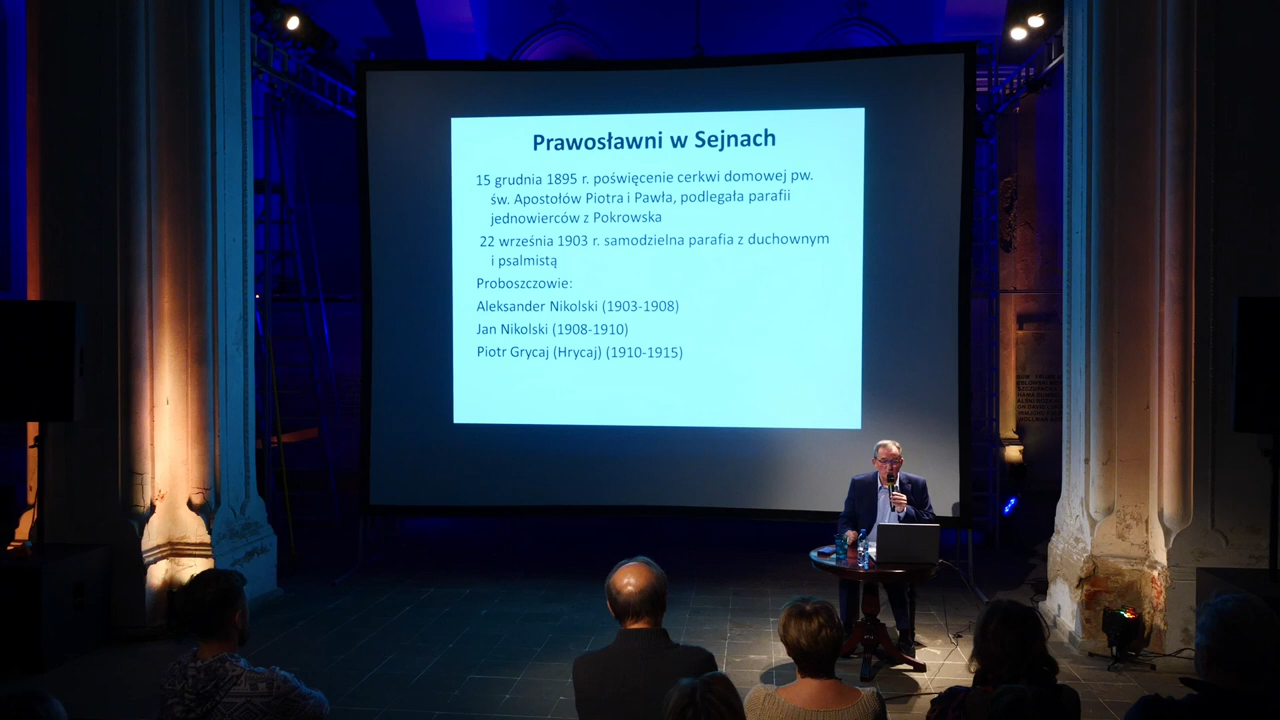 Prawosławni w Sejnach
15 grudnia 1895 r. poświęcenie cerkwi domowej pw.
św. Apostołów Piotra i Pawła, podlegała parafii
jednowierców z Pokrowska
22 września 1903 r. samodzielna parafia z duchownym
i psalmistą
Proboszczowie:
Aleksander Nikolski (1903-1908)
Jan Nikolski (1908-1910)
Piotr Grycaj (Hrycaj) (1910-1915)